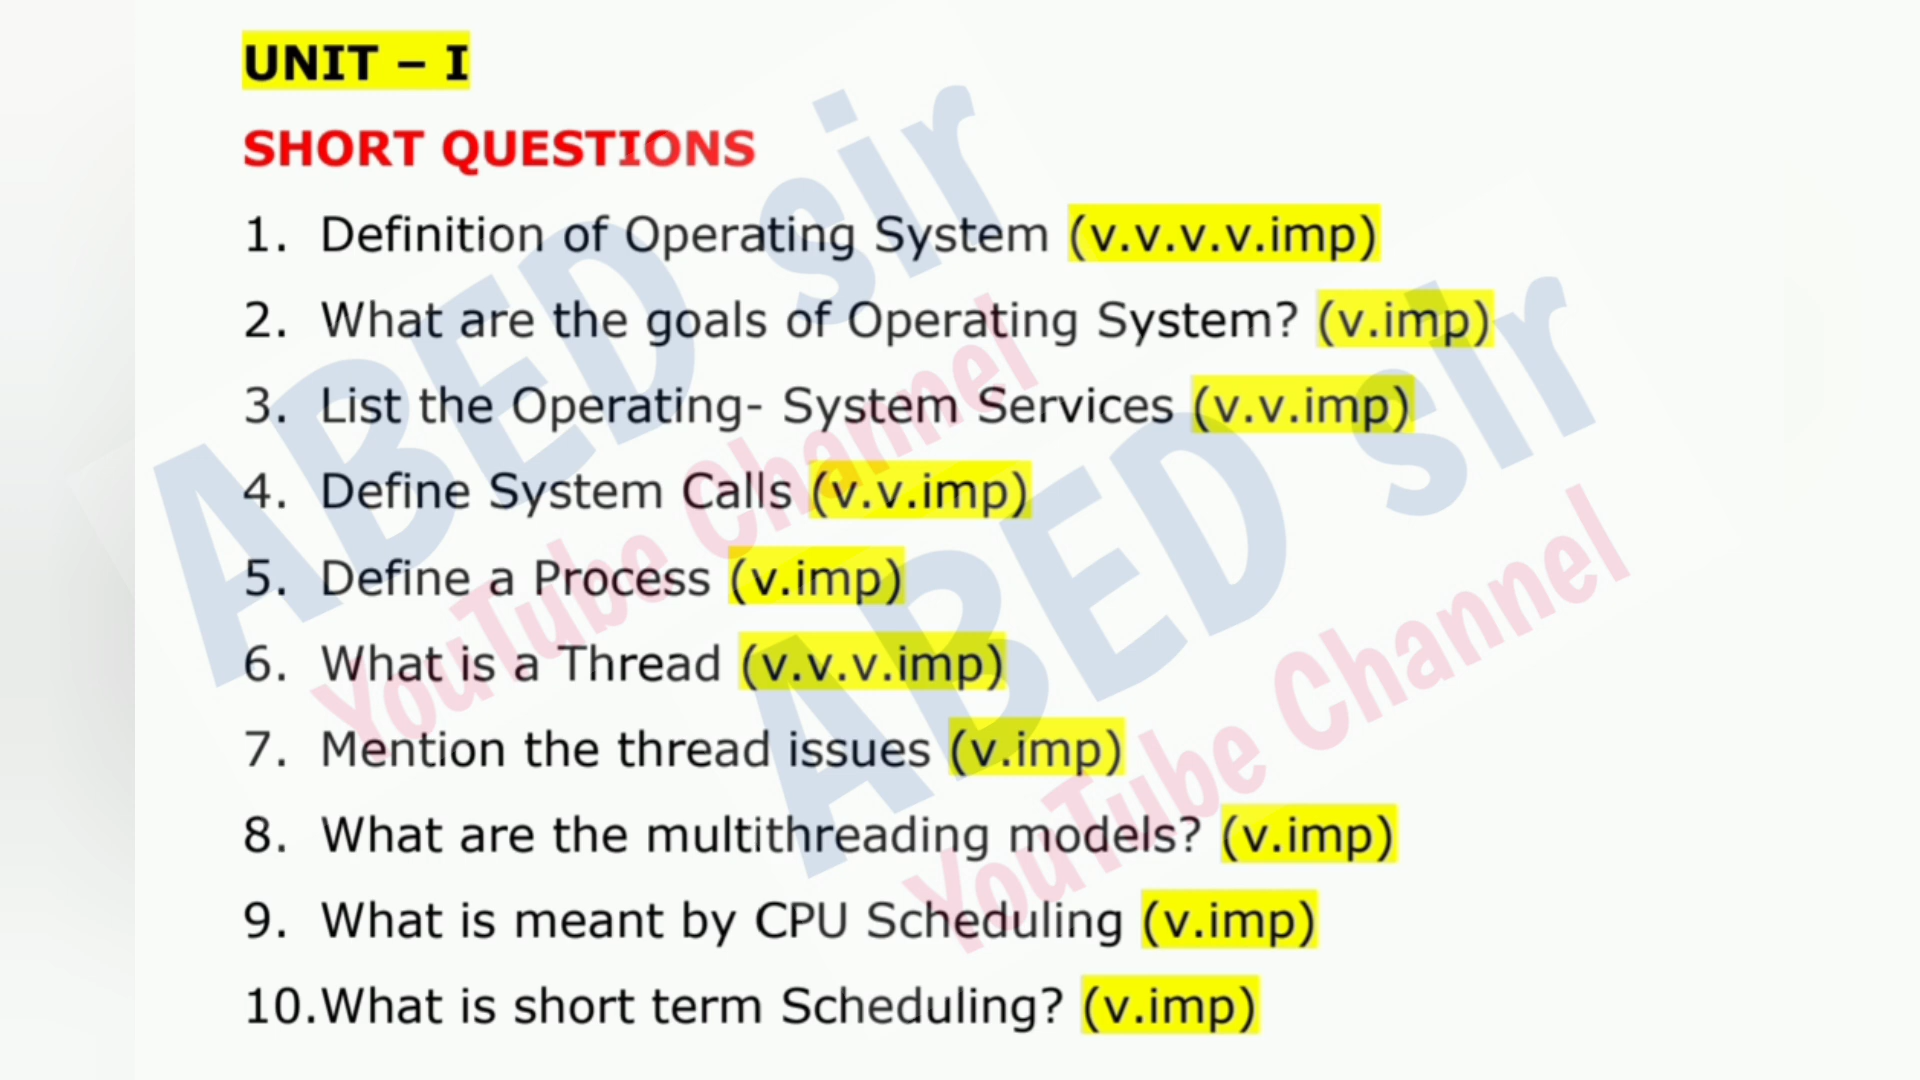 UNIT – I
SHORT QUESTIONS
1. Definition of Operating System (v.v.v.v.imp)
2. What are the goals of Operating System? (v.imp)
3. List the Operating- System Services (v.v.imp)
4. Define System Calls (v.v.imp)
5. Define a Process (v.imp)
6. What is a Thread (v.v.v.imp)
7. Mention the thread issues (v.imp)
8. What are the multithreading models? (v.imp)
9. What is meant by CPU Scheduling (v.imp)
10.What is short term Scheduling? (v.imp)
ABED sir
YouTube Channel
ABED sir
YouTube Channel